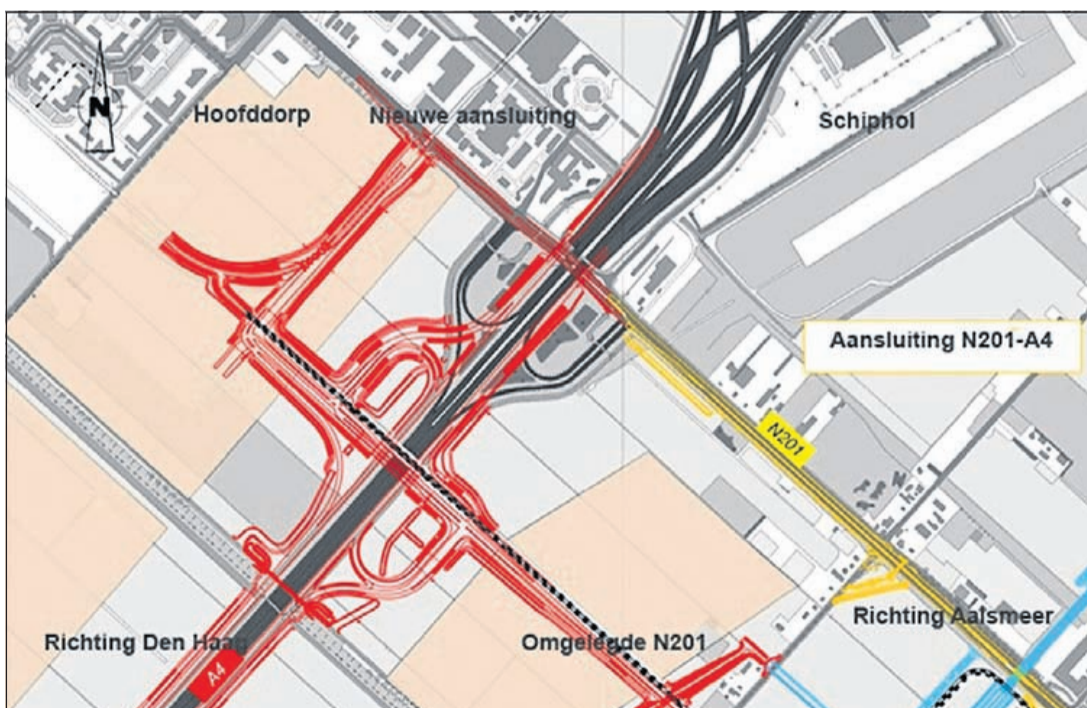 N
Hoofddorp
Nieuwe aansluiting
Schiphol
Aansluiting N201-A4
N201
Richting Aalsmeer
Richting Den Haag
Omgelegde N201
A4